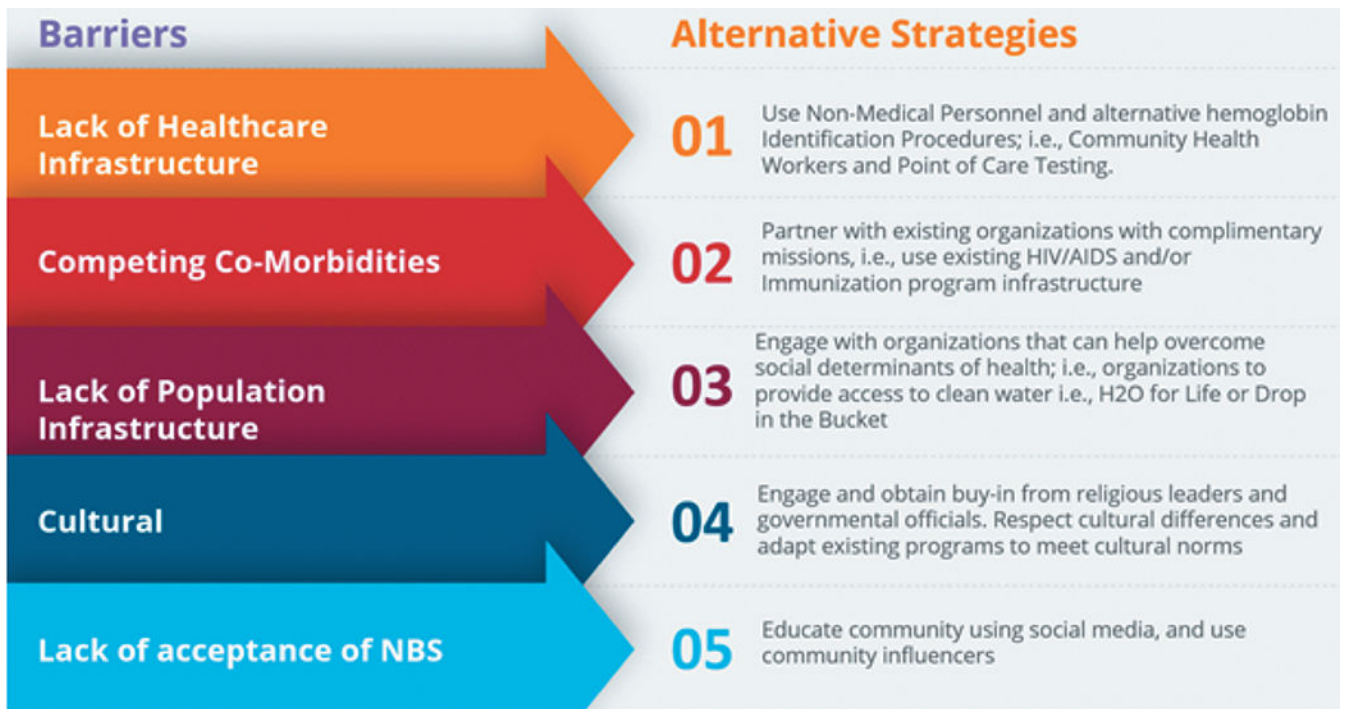 Barriers
Alternative Strategies
Lack of Healthcare
Infrastructure
01
Use Non-Medical Personnel and alternative hemoglobin
Identification Procedures; i.e., Community Health
Workers and Point of Care Testing.
Competing Co-Morbidities
02
Partner with existing organizations with complimentary
missions, i.e., use existing HIV/AIDS and/or
Immunization program infrastructure
Lack of Population
Infrastructure
03
Engage with organizations that can help overcome
social determinants of health; i.e., organizations to
provide access to clean water i.e., H2O for Life or Drop
in the Bucket
Cultural
04
Engage and obtain buy-in from religious leaders and
governmental officials. Respect cultural differences and
adapt existing programs to meet cultural norms
Lack of acceptance of NBS
05
Educate community using social media, and use
community influencers